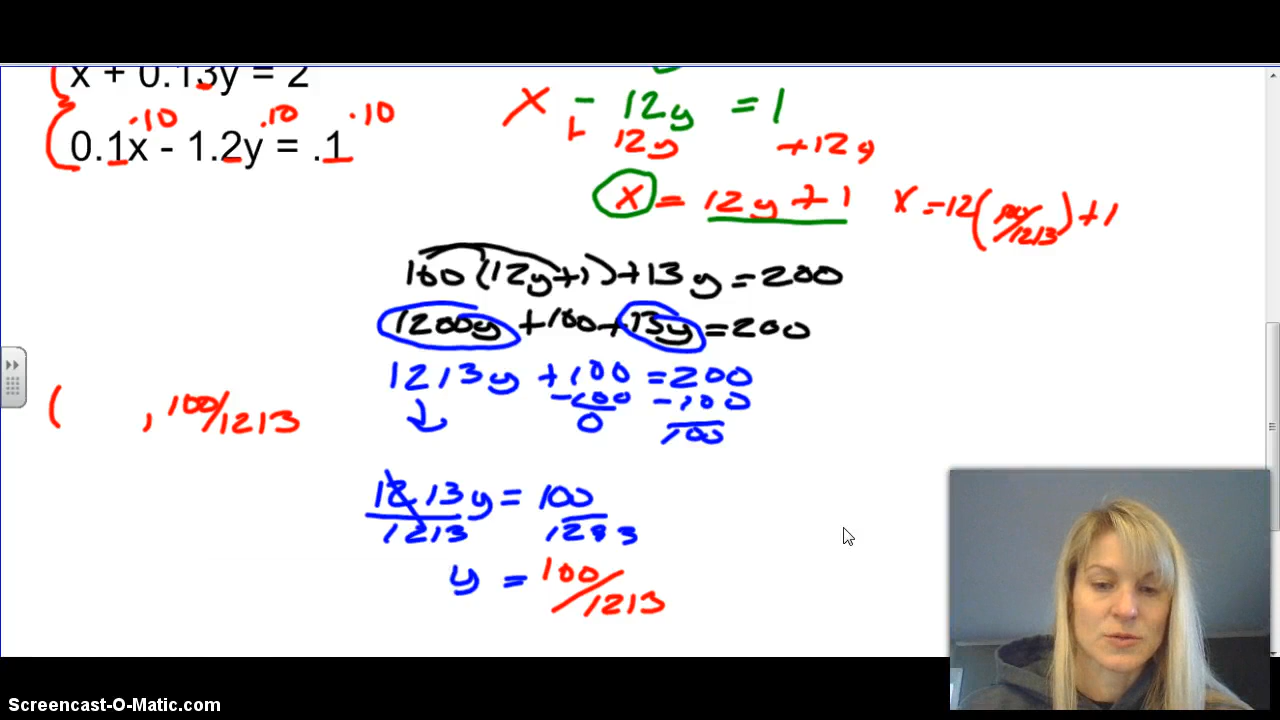 x + 0.13y = 2
·10 .10 ·10
0.1x - 1.2y = .1
x - 12y = 1
+ 12y +12y
x = 12y + 1
x = 12(100/1213) + 1
100(12y+1)+13y=200
1200y +100+13y=200
1213y +100 =200
-100 -100
0 100
( , 100/1213
1213y = 100
1213 1213
y = 100/1213
Screencast-O-Matic.com